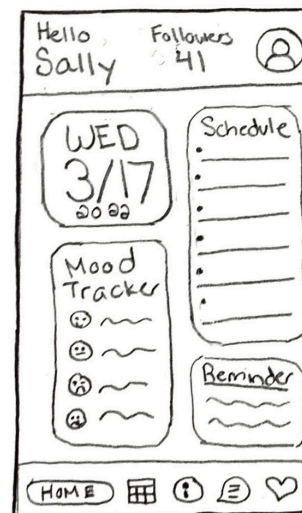 Hello
Sally
Followers
41
WED
3/17
2022
Schedule
Mood
Tracker
Reminder
HOME